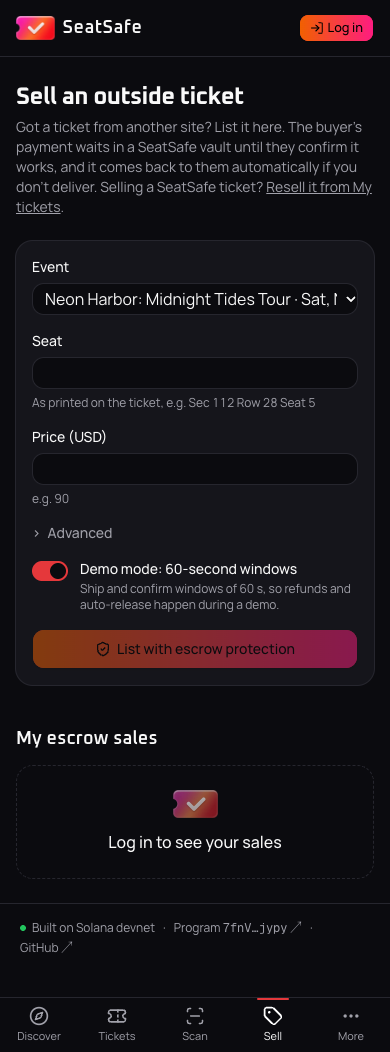 SeatSafe
Log in
Sell an outside ticket
Got a ticket from another site? List it here. The buyer's
payment waits in a SeatSafe vault until they confirm it
works, and it comes back to them automatically if you
don't deliver. Selling a SeatSafe ticket? Resell it from My
tickets.
Event
Neon Harbor: Midnight Tides Tour · Sat, 
Seat
As printed on the ticket, e.g. Sec 112 Row 28 Seat 5
Price (USD)
e.g. 90
Advanced
Demo mode: 60-second windows
Ship and confirm windows of 60 s, so refunds and
auto-release happen during a demo.
List with escrow protection
My escrow sales
Log in to see your sales
Built on Solana devnet · Program 7fnV…jypy ↗ ·
GitHub ↗
Discover Tickets Scan Sell More